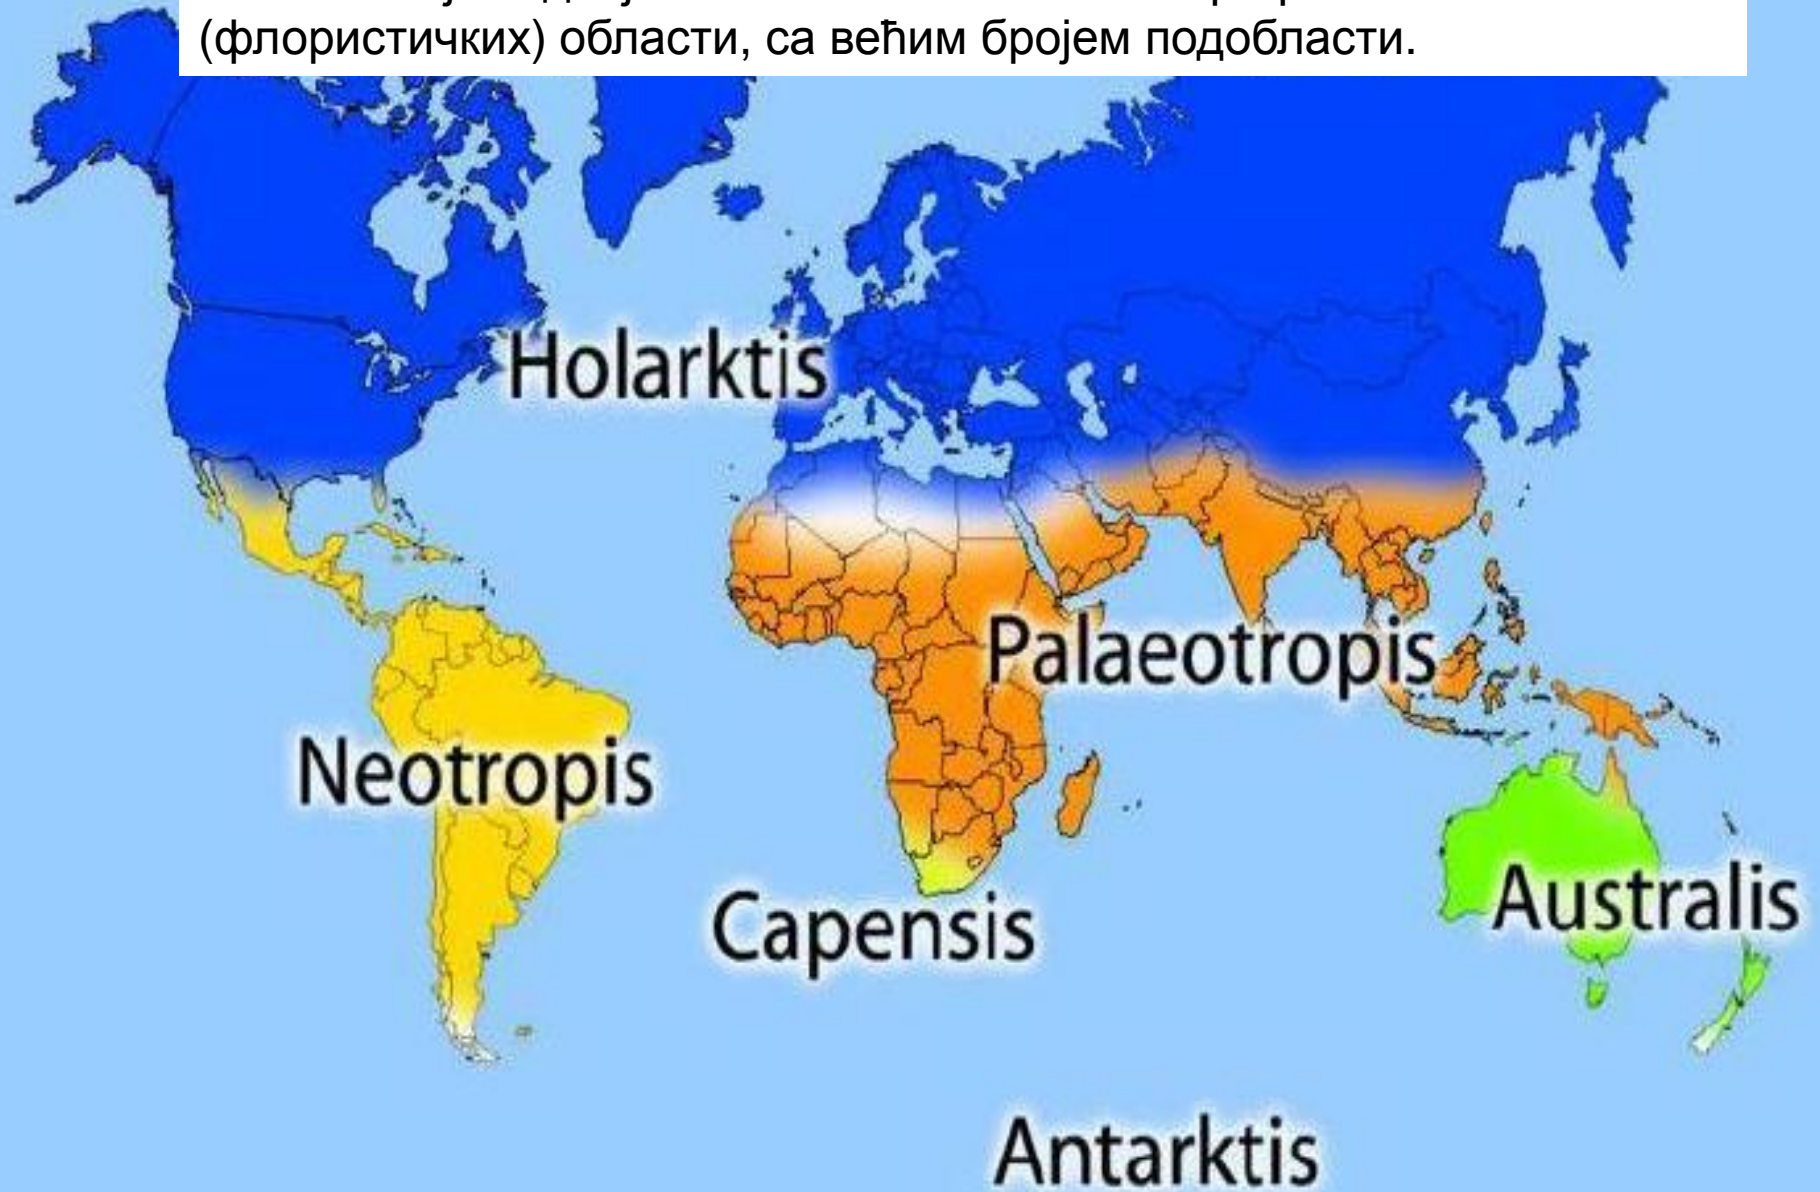 (флористичких) области, са већим бројем подобласти.
Holarktis
Palaeotropis
Neotropis
Australis
Capensis
Antarktis